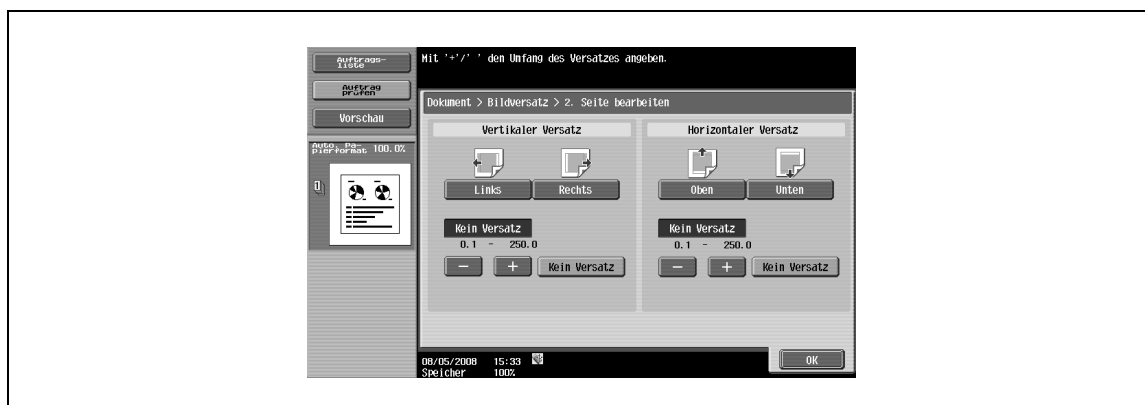 Auftrags-
liste
Auftrag
prüfen
Vorschau
Auto. Pa-
pierformat 100.0%
1
Mit '+'/' ' den Umfang des Versatzes angeben.
Dokument > Bildversatz > 2. Seite bearbeiten
Vertikaler Versatz
Links Rechts
Kein Versatz
0.1 - 250.0
- + Kein Versatz
Horizontaler Versatz
Oben Unten
Kein Versatz
0.1 - 250.0
- + Kein Versatz
08/05/2008 15:33
Speicher 100%
OK